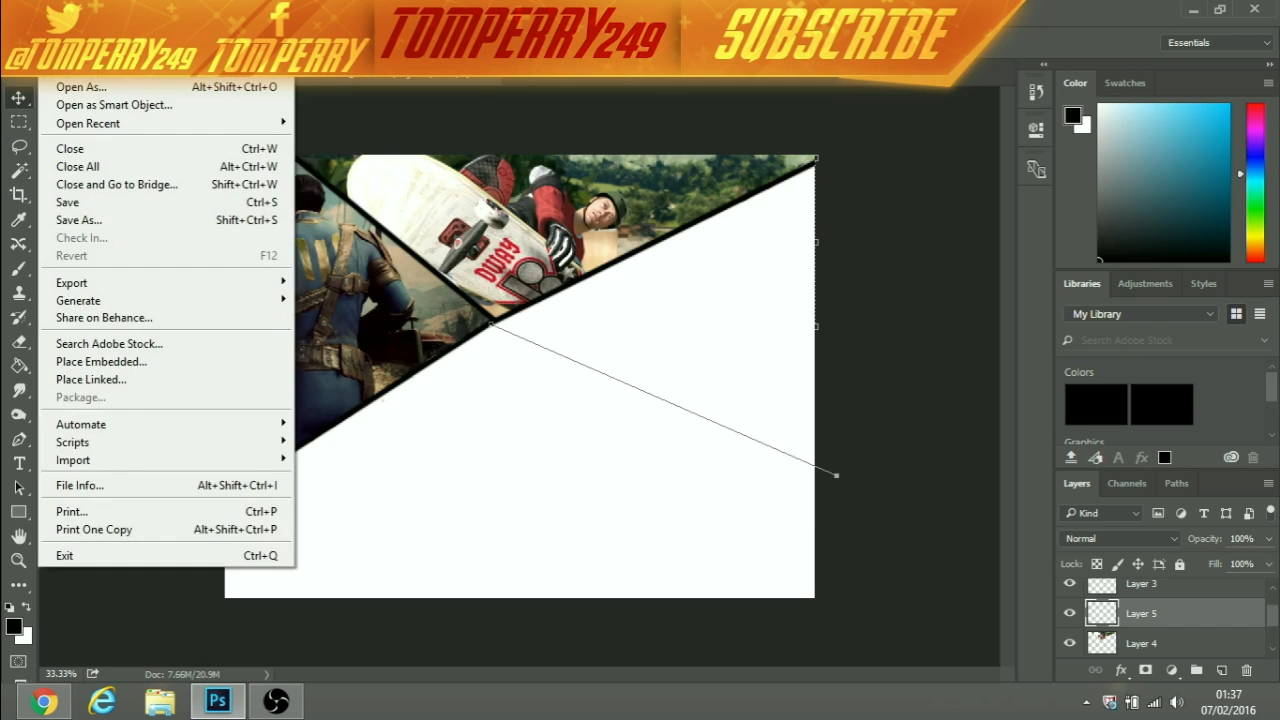 @TOMPERRY249
TOM PERRY
TOMPERRY249
SUBSCRIBE
Essentials
Open As... Alt+Shift+Ctrl+O
Open as Smart Object...
Open Recent
Close Ctrl+W
Close All Alt+Ctrl+W
Close and Go to Bridge... Shift+Ctrl+W
Save Ctrl+S
Save As... Shift+Ctrl+S
Check In...
Revert F12
Export
Generate
Share on Behance...
Search Adobe Stock...
Place Embedded...
Place Linked...
Package...
Automate
Scripts
Import
File Info... Alt+Shift+Ctrl+I
Print... Ctrl+P
Print One Copy Alt+Shift+Ctrl+P
Exit Ctrl+Q
DWAY
Color Swatches
Libraries Adjustments Styles
My Library
Search Adobe Stock
Colors
Graphics
Layers Channels Paths
Kind
Normal Opacity: 100%
Lock: Fill: 100%
Layer 3
Layer 5
Layer 4
33.33% Doc: 7.66M/20.9M
Ps
01:37
07/02/2016